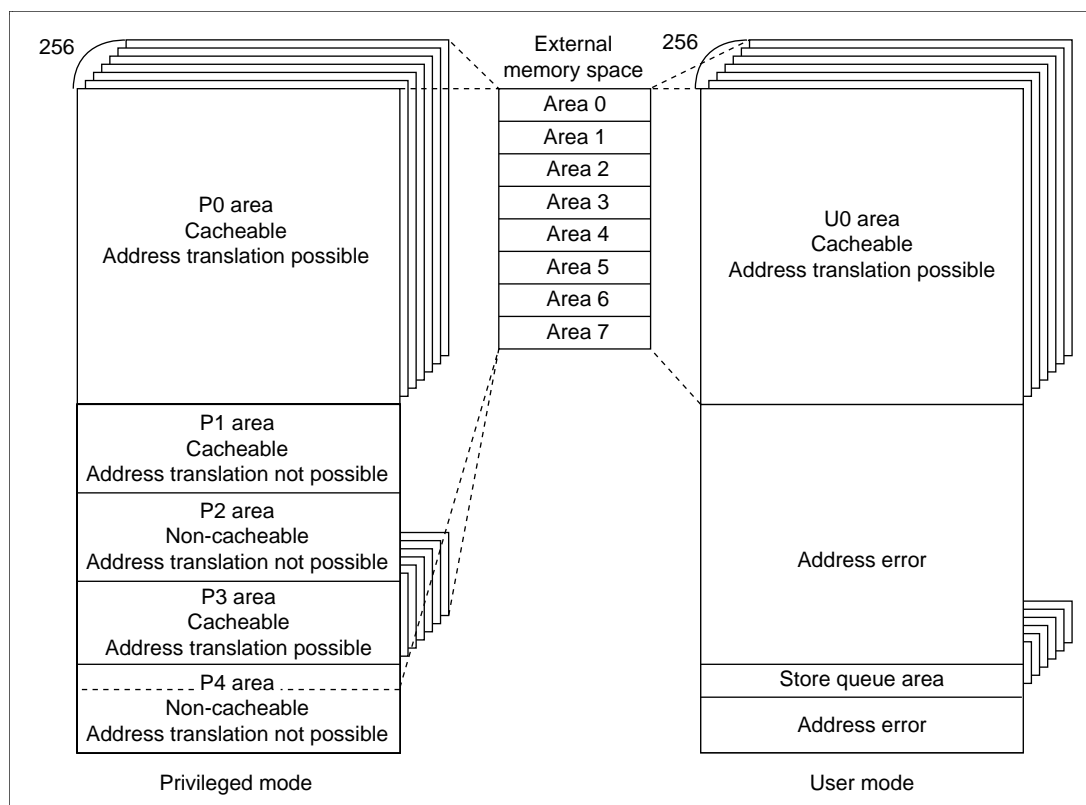 256
External
memory space
256
Area 0
Area 1
Area 2
Area 3
Area 4
Area 5
Area 6
Area 7
P0 area
Cacheable
Address translation possible
U0 area
Cacheable
Address translation possible
P1 area
Cacheable
Address translation not possible
P2 area
Non-cacheable
Address translation not possible
P3 area
Cacheable
Address translation possible
P4 area
Non-cacheable
Address translation not possible
Address error
Store queue area
Address error
Privileged mode
User mode